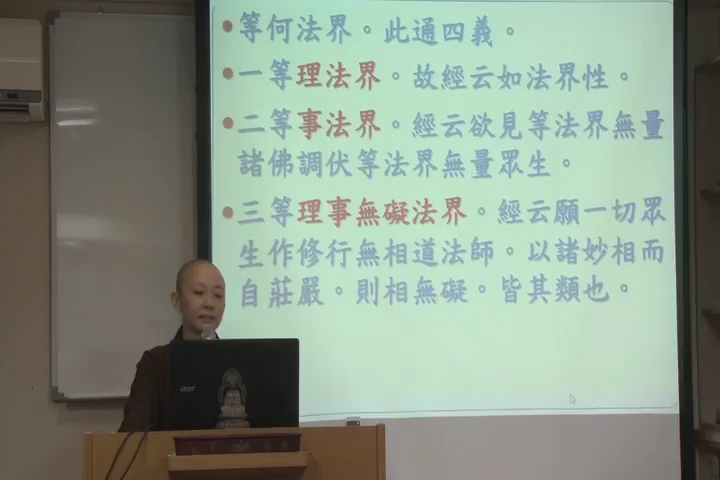 •等何法界。此通四義。
•一等理法界。故經云如法界性。
•二等事法界。經云欲見等法界無量
諸佛調伏等法界無量眾生。
•三等理事無礙法界。經云願一切眾
生作修行無相道法師。以諸妙相而
自莊嚴。則相無礙。皆其類也。
acer